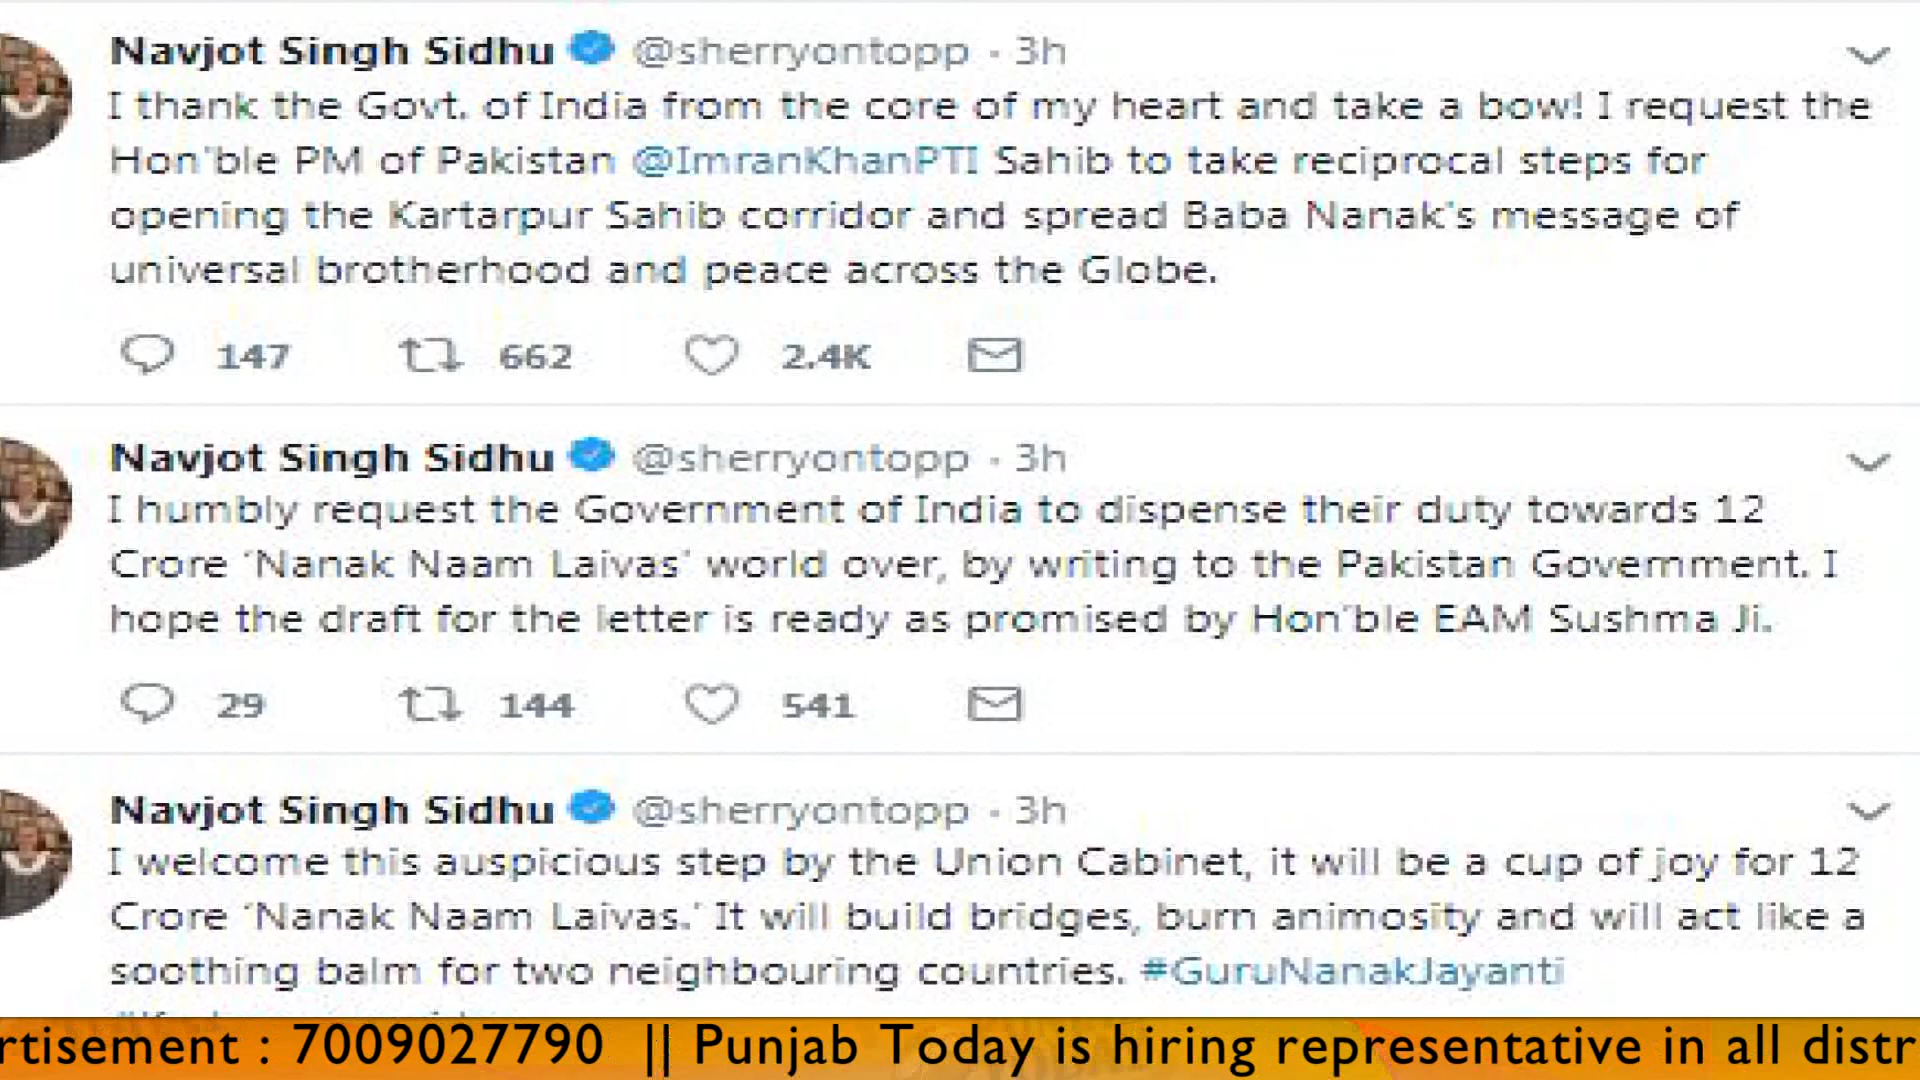 Navjot Singh Sidhu @sherryontopp · 3h
I thank the Govt. of India from the core of my heart and take a bow! I request the
Hon'ble PM of Pakistan @ImranKhanPTI Sahib to take reciprocal steps for
opening the Kartarpur Sahib corridor and spread Baba Nanak's message of
universal brotherhood and peace across the Globe.
147 662 2.4K
Navjot Singh Sidhu @sherryontopp · 3h
I humbly request the Government of India to dispense their duty towards 12
Crore 'Nanak Naam Laivas' world over, by writing to the Pakistan Government. I
hope the draft for the letter is ready as promised by Hon'ble EAM Sushma Ji.
29 144 541
Navjot Singh Sidhu @sherryontopp · 3h
I welcome this auspicious step by the Union Cabinet, it will be a cup of joy for 12
Crore 'Nanak Naam Laivas.' It will build bridges, burn animosity and will act like a
soothing balm for two neighbouring countries. #GuruNanakJayanti
rtisement : 7009027790 || Punjab Today is hiring representative in all distr